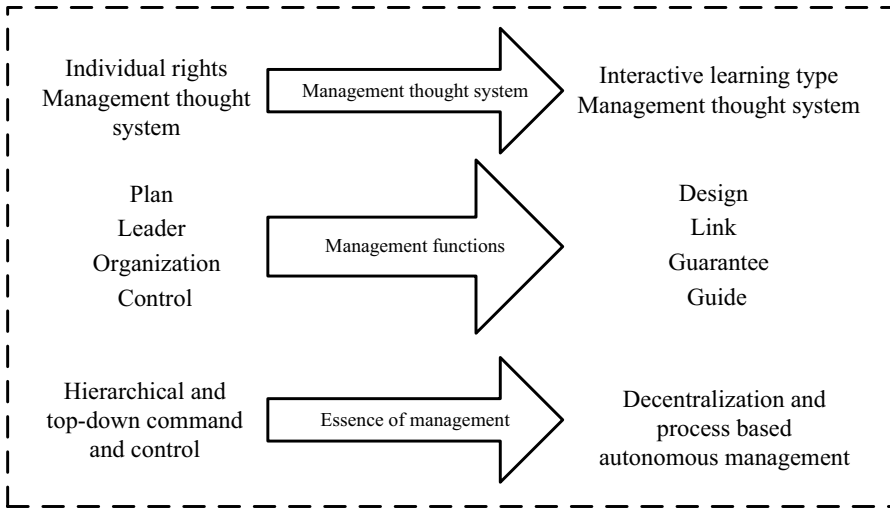 Individual rights
Management thought
system
Management thought system
Interactive learning type
Management thought system
Plan
Leader
Organization
Control
Management functions
Design
Link
Guarantee
Guide
Hierarchical and
top-down command
and control
Essence of management
Decentralization and
process based
autonomous management